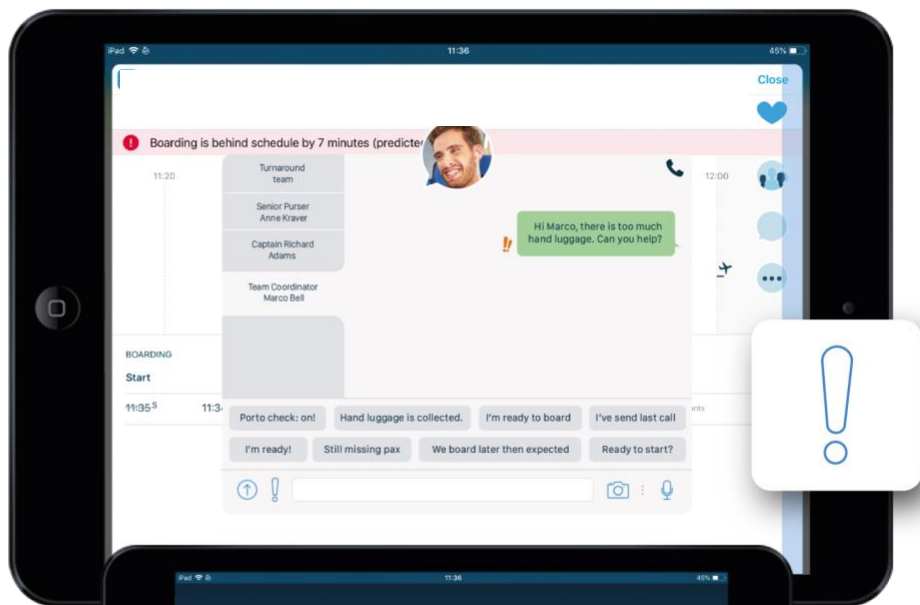 iPad
11:36
45%
Close
Boarding is behind schedule by 7 minutes (predicte
11:20
12:00
Turnaround
team
Senior Purser
Anne Kraver
Captain Richard
Adams
Team Coordinator
Marco Bell
Hi Marco, there is too much
hand luggage. Can you help?
BOARDING
Start
11:35 S
11:3
nts
Porto check: on!
Hand luggage is collected.
I'm ready to board
I've send last call
I'm ready!
Still missing pax
We board later then expected
Ready to start?
iPad
11:36
45%